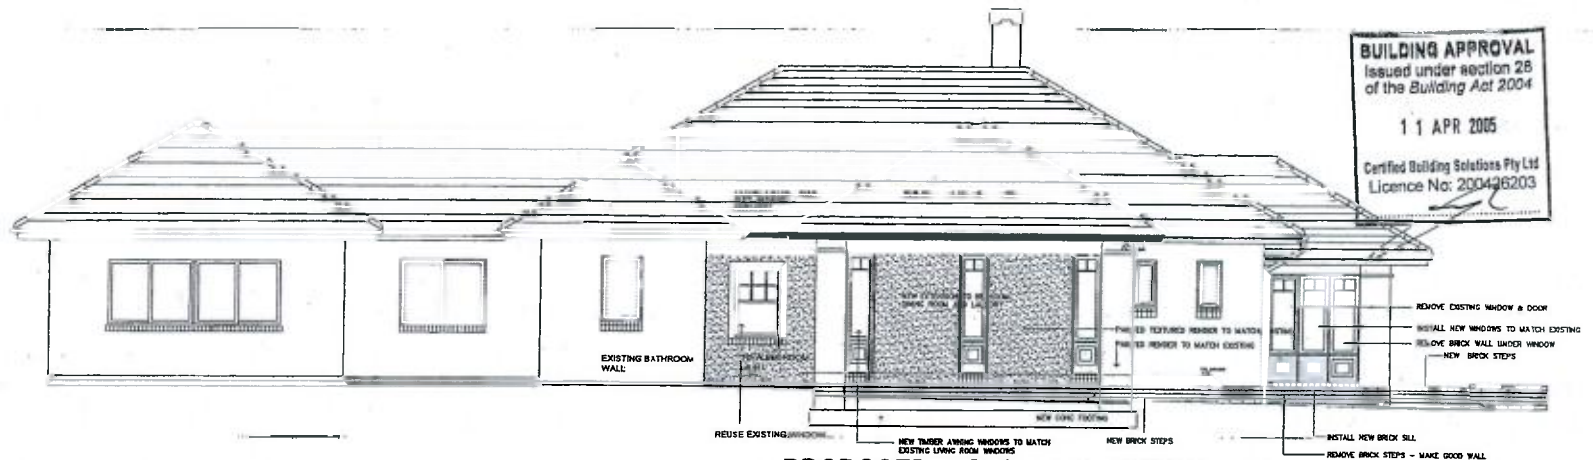 BUILDING APPROVAL
Issued under section 28
of the Building Act 2004
11 APR 2005
Certified Building Solutions Pty Ltd
Licence No: 200426203
REMOVE EXISTING WINDOW & DOOR
INSTALL NEW WINDOWS TO MATCH EXISTING
REMOVE BRICK WALL UNDER WINDOW
NEW BRICK STEPS
PAINTED TEXTURED RENDER TO MATCH EXISTING
PAINTED RENDER TO MATCH EXISTING
EXISTING BATHROOM
WALL
NEW CONC FOOTING
REUSE EXISTING WINDOW
NEW TIMBER AWNING WINDOWS TO MATCH
EXISTING LIVING ROOM WINDOWS
NEW BRICK STEPS
INSTALL NEW BRICK SILL
REMOVE BRICK STEPS - MAKE GOOD WALL